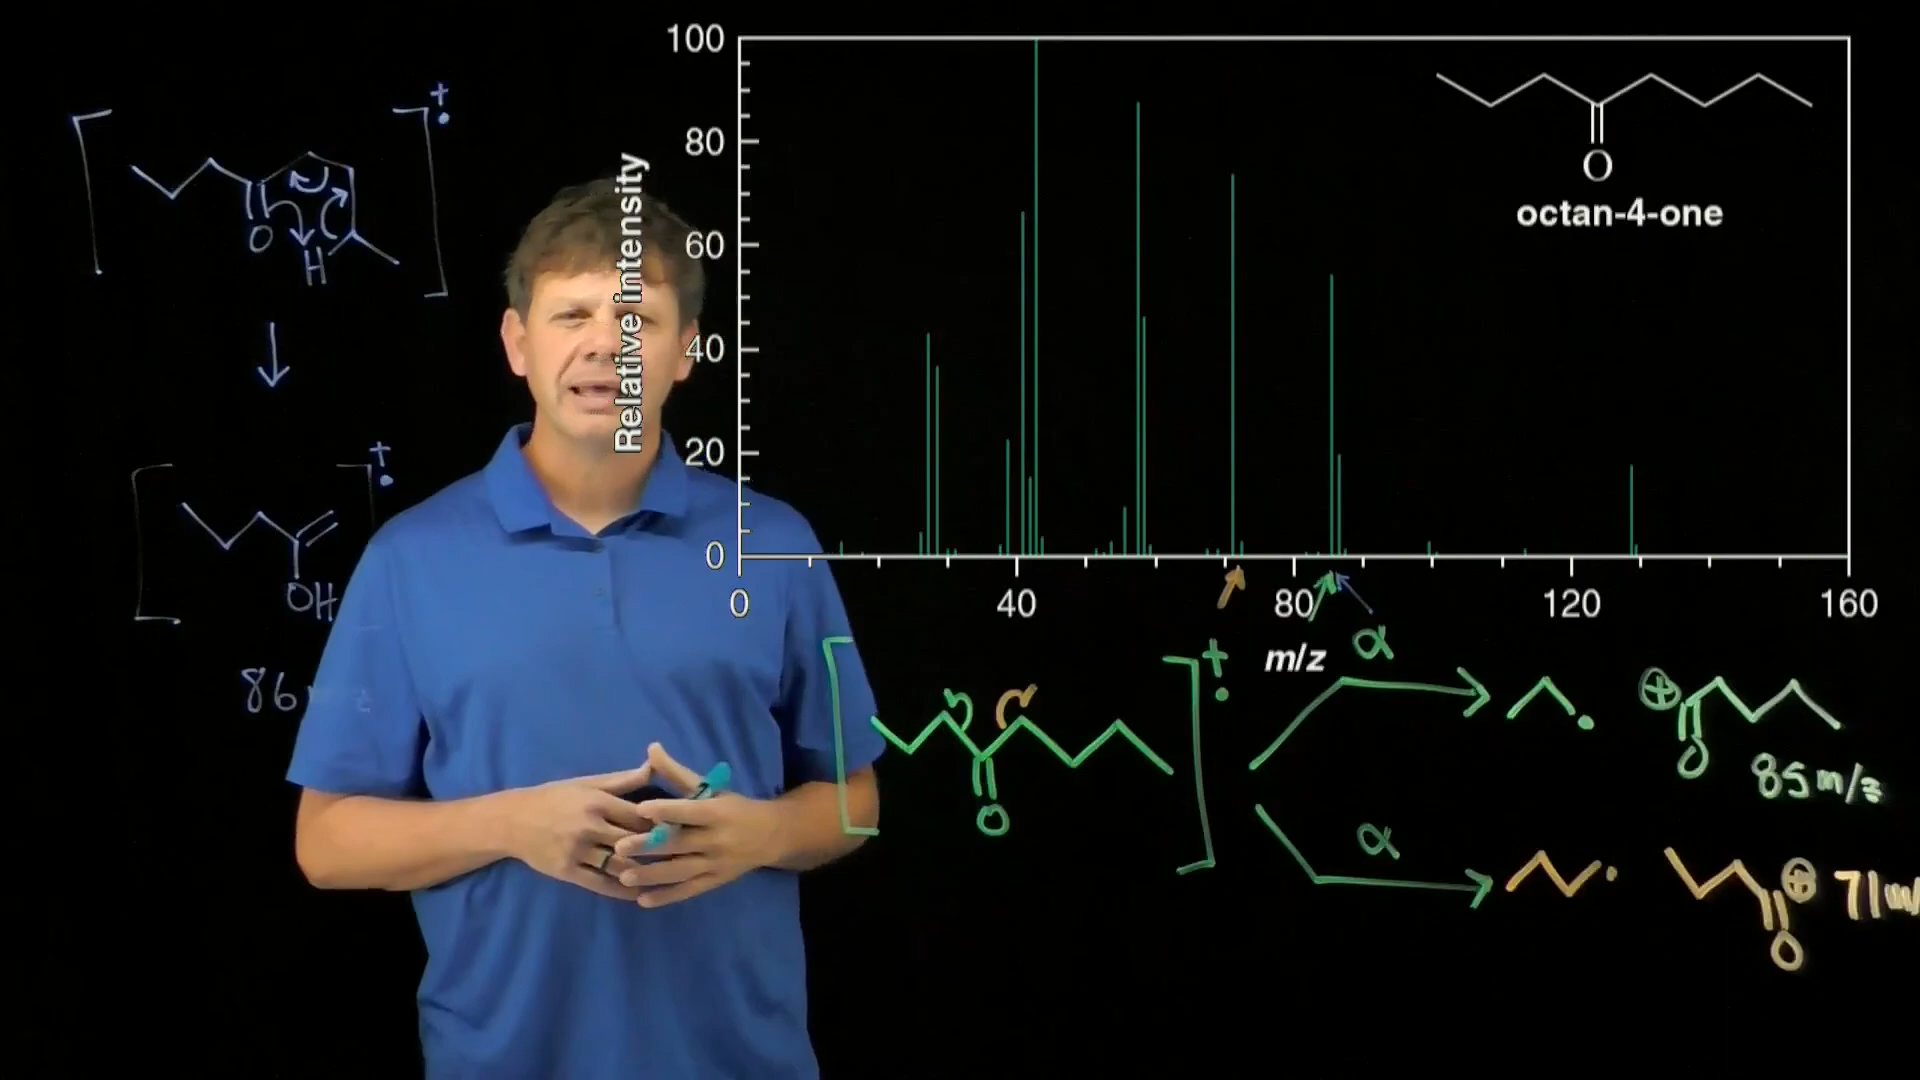 100
80
60
40
20
0
Relative intensity
0
40
80
120
160
m/z
O
octan-4-one
O
H
OH
86
α
O
85 m/z
O
α
71 m/
O